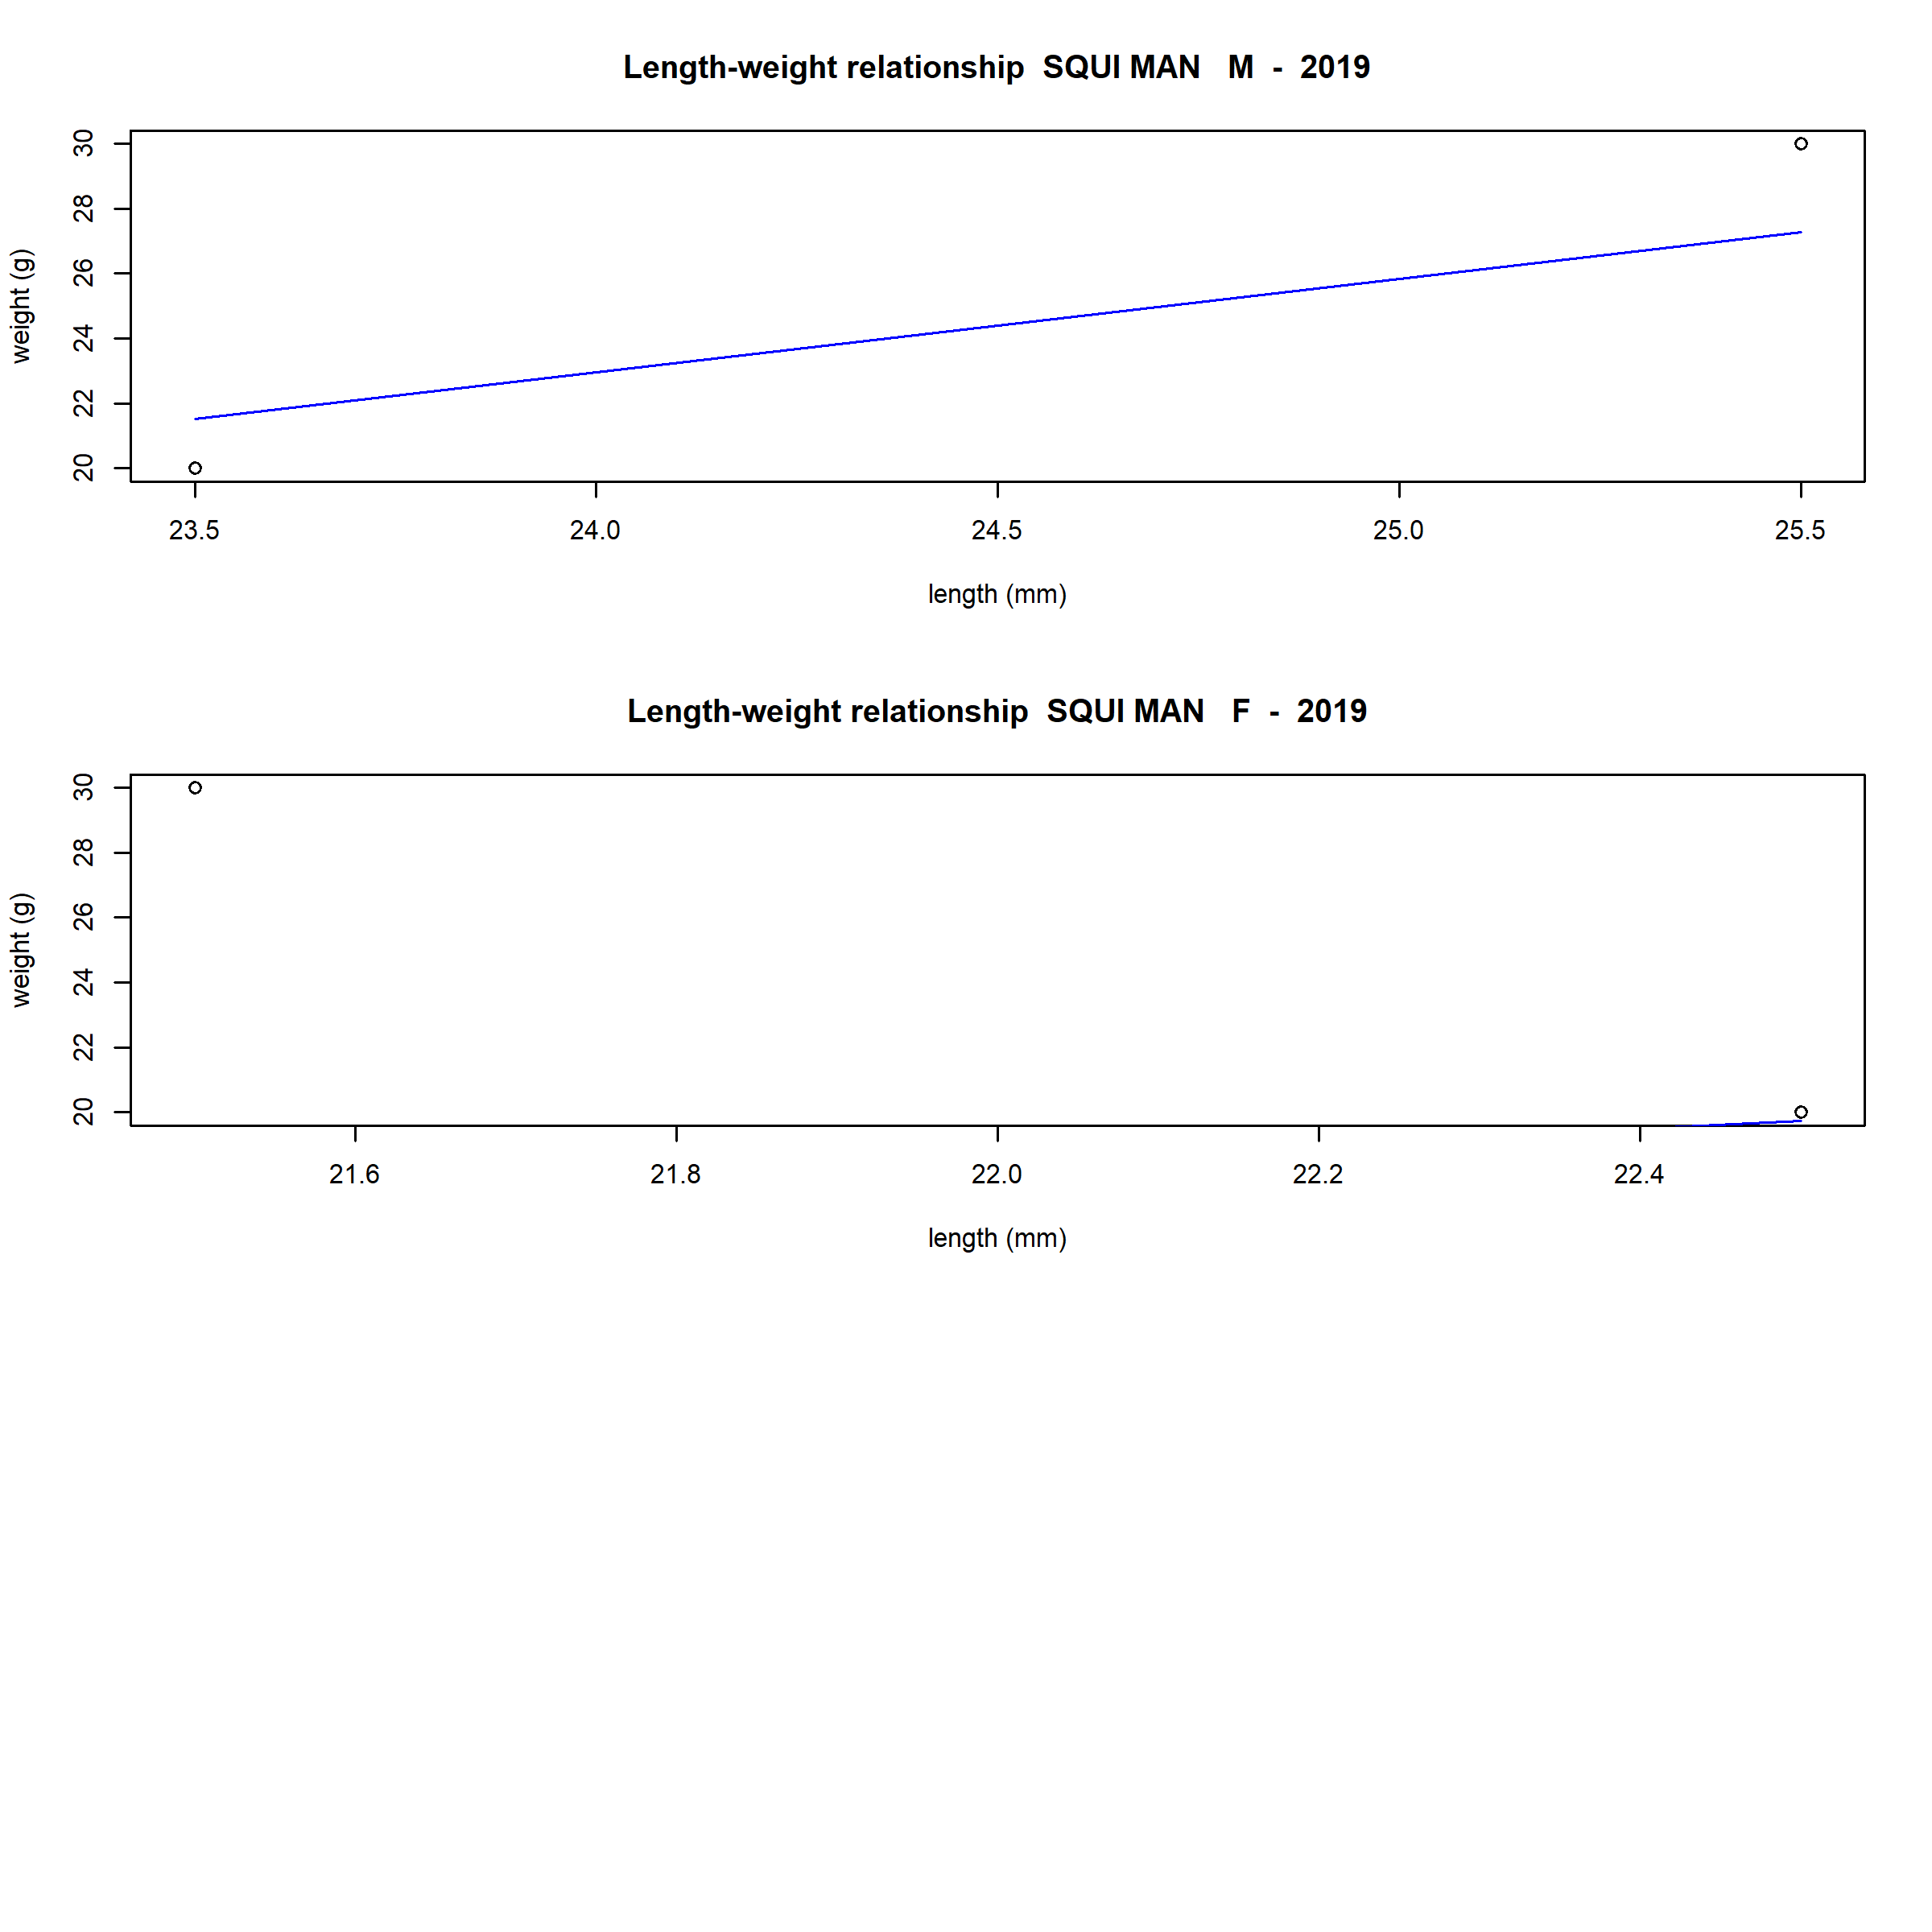 Length-weight relationship SQUI MAN M - 2019
30
28
26
24
22
20
weight (g)
23.5 24.0 24.5 25.0 25.5
length (mm)
Length-weight relationship SQUI MAN F - 2019
30
28
26
24
22
20
weight (g)
21.6 21.8 22.0 22.2 22.4
length (mm)